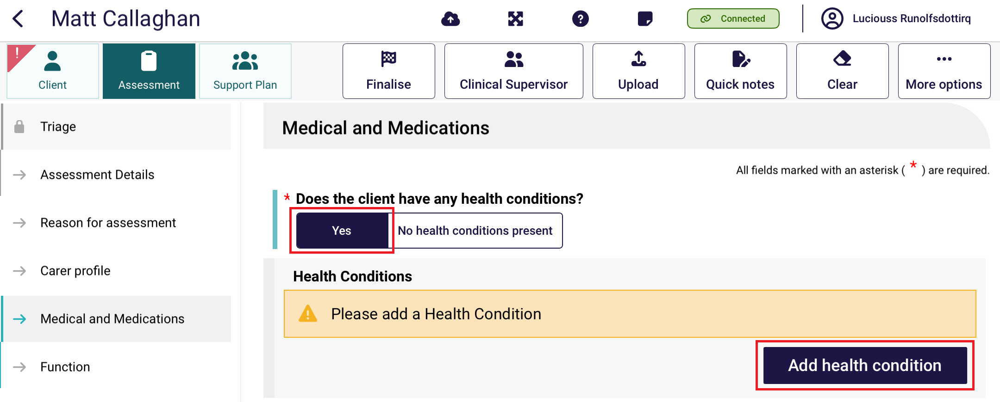 Matt Callaghan
Connected
Luciouss Runolfsdottirq
Client
Assessment
Support Plan
Finalise
Clinical Supervisor
Upload
Quick notes
Clear
More options
Triage
Assessment Details
Reason for assessment
Carer profile
Medical and Medications
Function
Medical and Medications
All fields marked with an asterisk ( * ) are required.
* Does the client have any health conditions?
Yes
No health conditions present
Health Conditions
Please add a Health Condition
Add health condition